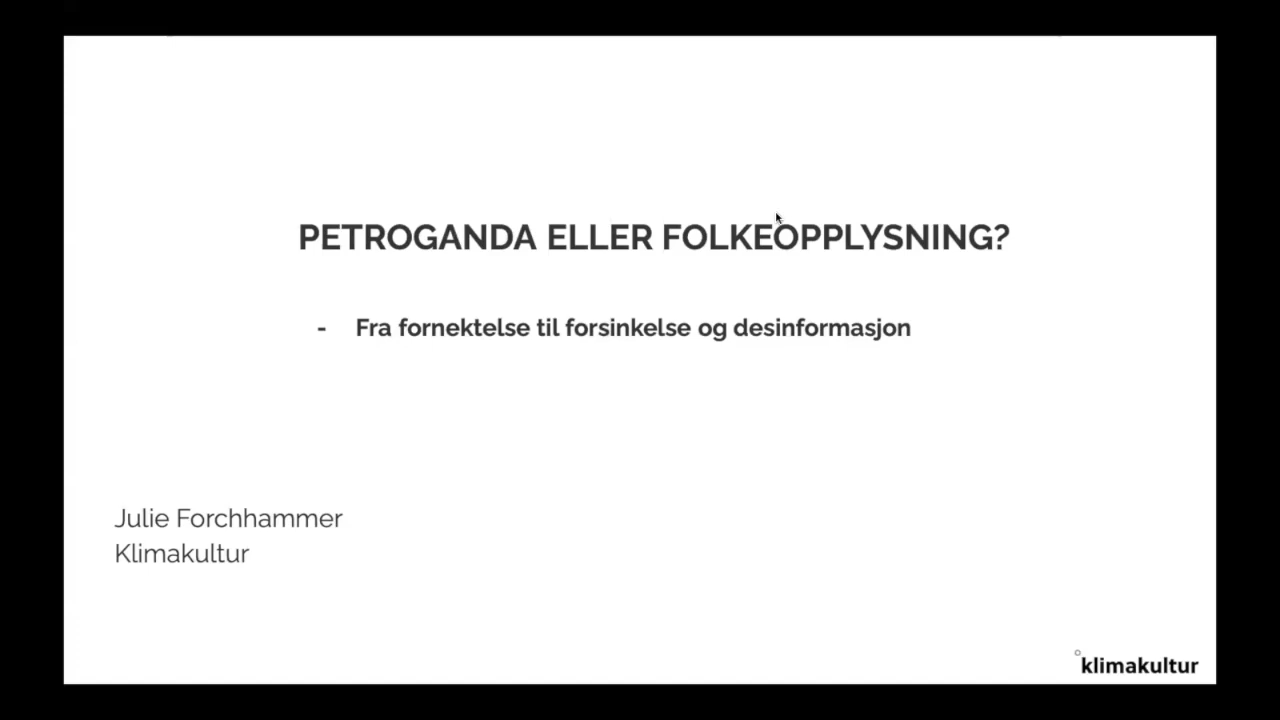 PETROGANDA ELLER FOLKEOPPLYSNING?
- Fra fornektelse til forsinkelse og desinformasjon
Julie Forchhammer
Klimakultur
°klimakultur